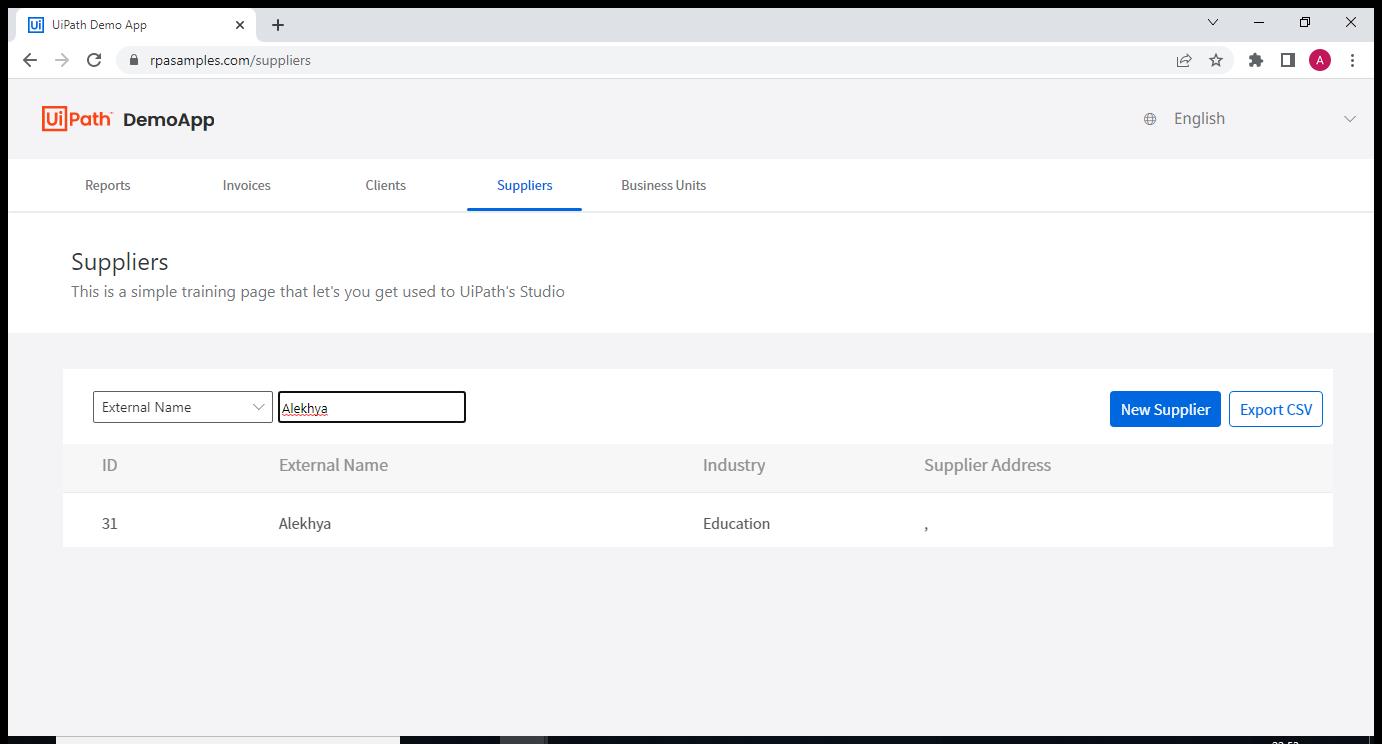 UiPath Demo App
rpasamples.com/suppliers
A
UiPath DemoApp
English
Reports Invoices Clients Suppliers Business Units
Suppliers
This is a simple training page that let's you get used to UiPath's Studio
External Name Alekhya New Supplier Export CSV
ID External Name Industry Supplier Address
31 Alekhya Education ,